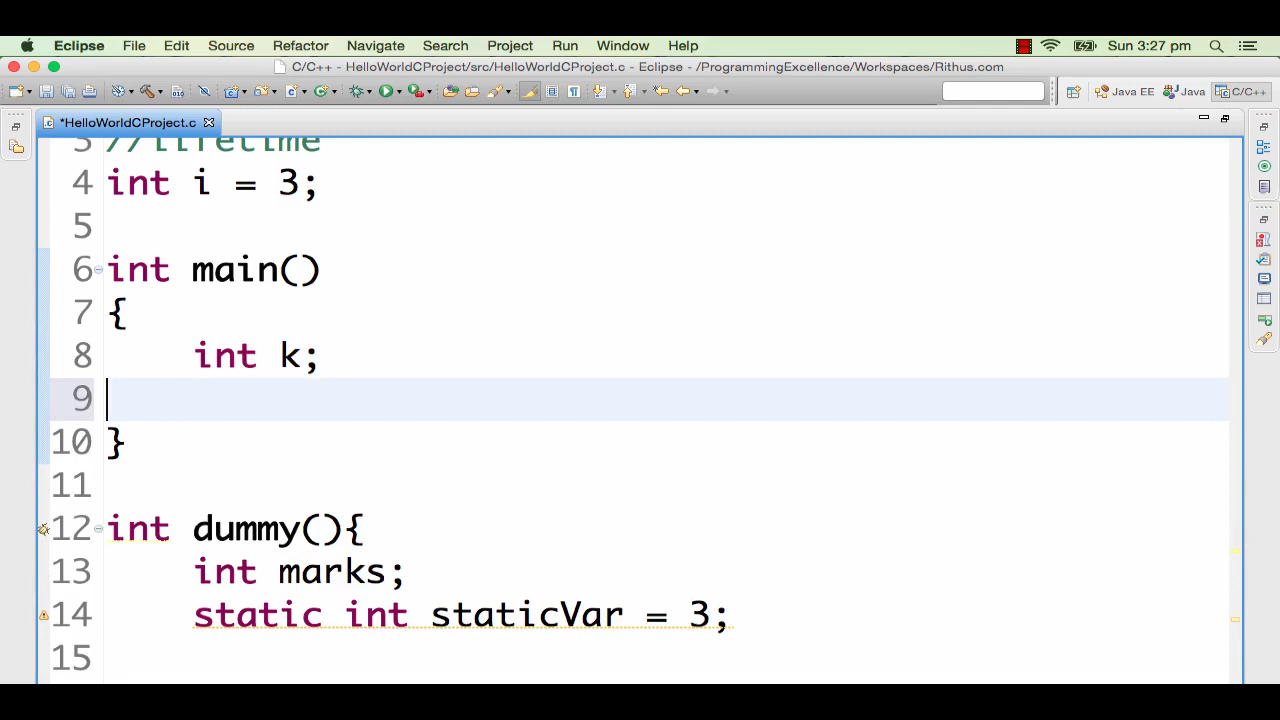 Eclipse File Edit Source Refactor Navigate Search Project Run Window Help Sun 3:27 pm
C/C++ - HelloWorldCProject/src/HelloWorldCProject.c - Eclipse - /ProgrammingExcellence/Workspaces/Rithus.com
Java EE Java C/C++
*HelloWorldCProject.c
3 //lifetime
4 int i = 3;
5
6 int main()
7 {
8 int k;
9
10 }
11
12 int dummy(){
13 int marks;
14 static int staticVar = 3;
15